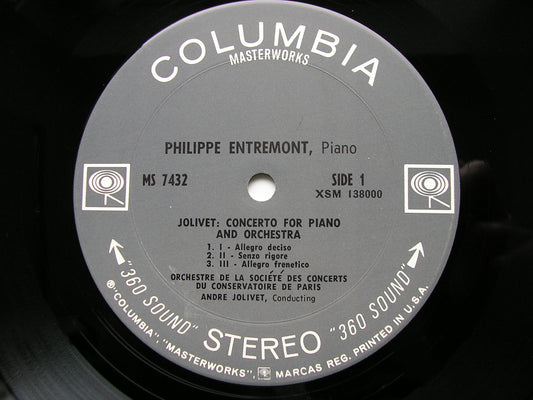 COLUMBIA
MASTERWORKS
PHILIPPE ENTREMONT, Piano
MS 7432
SIDE 1
XSM 138000
JOLIVET: CONCERTO FOR PIANO
AND ORCHESTRA
1. I - Allegro deciso
2. II - Senzo rigore
3. III - Allegro frenetico
ORCHESTRE DE LA SOCIÉTÉ DES CONCERTS
DU CONSERVATOIRE DE PARIS
ANDRE JOLIVET, Conducting
"360 SOUND" STEREO "360 SOUND"
® "COLUMBIA", "MASTERWORKS", MARCAS REG. PRINTED IN U.S.A.